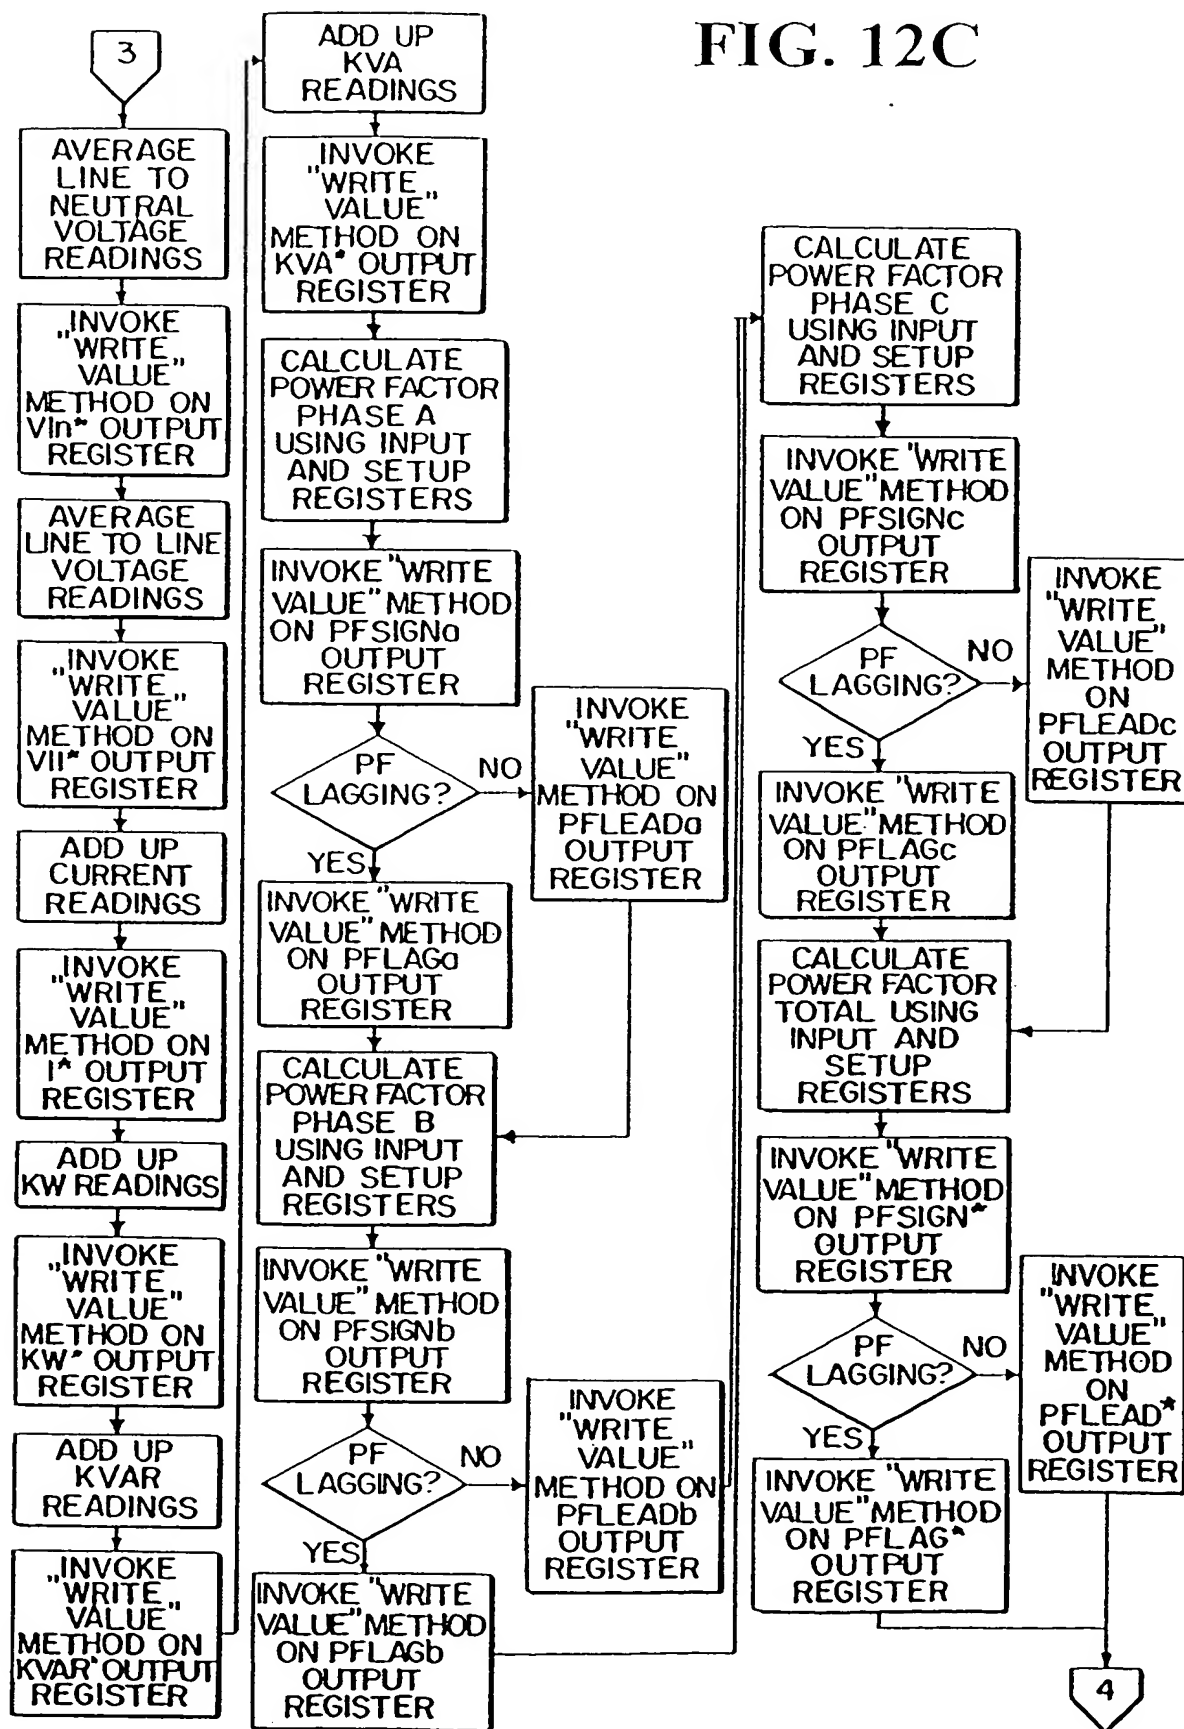 FIG. 12C
3
AVERAGE
LINE TO
NEUTRAL
VOLTAGE
READINGS
INVOKE
"WRITE
VALUE"
METHOD ON
Vln* OUTPUT
REGISTER
AVERAGE
LINE TO LINE
VOLTAGE
READINGS
INVOKE
"WRITE
VALUE"
METHOD ON
Vll* OUTPUT
REGISTER
ADD UP
CURRENT
READINGS
INVOKE
"WRITE
VALUE"
METHOD ON
I* OUTPUT
REGISTER
ADD UP
KW READINGS
INVOKE
"WRITE
VALUE"
METHOD ON
KW* OUTPUT
REGISTER
ADD UP
KVAR
READINGS
INVOKE
"WRITE
VALUE"
METHOD ON
KVAR* OUTPUT
REGISTER
ADD UP
KVA
READINGS
INVOKE
"WRITE
VALUE"
METHOD ON
KVA* OUTPUT
REGISTER
CALCULATE
POWER FACTOR
PHASE A
USING INPUT
AND SETUP
REGISTERS
INVOKE "WRITE
VALUE" METHOD
ON PFSIGNa
OUTPUT
REGISTER
PF
LAGGING?
NO
YES
INVOKE
"WRITE
VALUE"
METHOD ON
PFLEADa
OUTPUT
REGISTER
INVOKE "WRITE
VALUE" METHOD
ON PFLAGa
OUTPUT
REGISTER
CALCULATE
POWER FACTOR
PHASE B
USING INPUT
AND SETUP
REGISTERS
INVOKE "WRITE
VALUE" METHOD
ON PFSIGNb
OUTPUT
REGISTER
PF
LAGGING?
NO
YES
INVOKE
"WRITE
VALUE"
METHOD ON
PFLEADb
OUTPUT
REGISTER
INVOKE "WRITE
VALUE" METHOD
ON PFLAGb
OUTPUT
REGISTER
CALCULATE
POWER FACTOR
PHASE C
USING INPUT
AND SETUP
REGISTERS
INVOKE "WRITE
VALUE" METHOD
ON PFSIGNc
OUTPUT
REGISTER
PF
LAGGING?
NO
YES
INVOKE
"WRITE
VALUE"
METHOD
ON
PFLEADc
OUTPUT
REGISTER
INVOKE "WRITE
VALUE" METHOD
ON PFLAGc
OUTPUT
REGISTER
CALCULATE
POWER FACTOR
TOTAL USING
INPUT AND
SETUP
REGISTERS
INVOKE "WRITE
VALUE" METHOD
ON PFSIGN*
OUTPUT
REGISTER
PF
LAGGING?
NO
YES
INVOKE
"WRITE
VALUE"
METHOD
ON
PFLEAD*
OUTPUT
REGISTER
INVOKE "WRITE
VALUE" METHOD
ON PFLAG*
OUTPUT
REGISTER
4